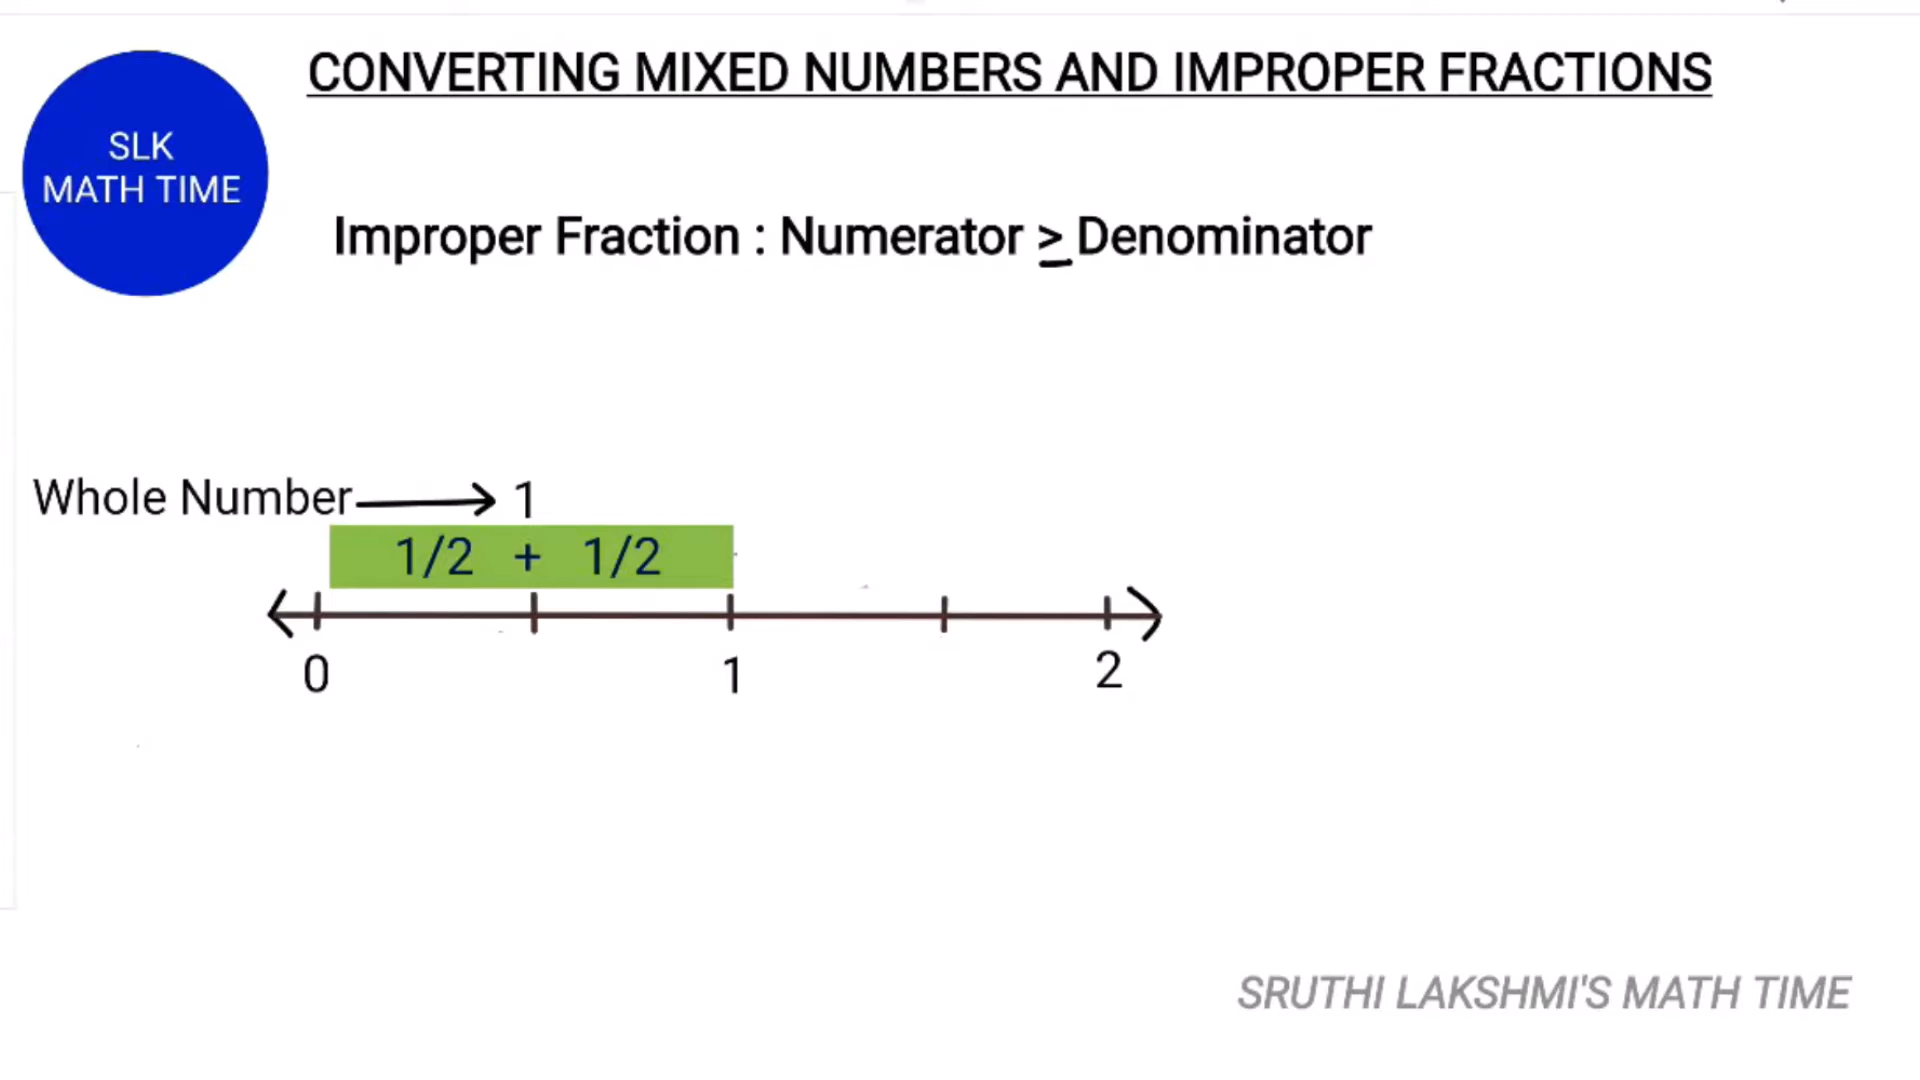 CONVERTING MIXED NUMBERS AND IMPROPER FRACTIONS
SLK
MATH TIME
Improper Fraction : Numerator ≥ Denominator
Whole Number → 1
1/2 + 1/2
0 1 2
SRUTHI LAKSHMI'S MATH TIME